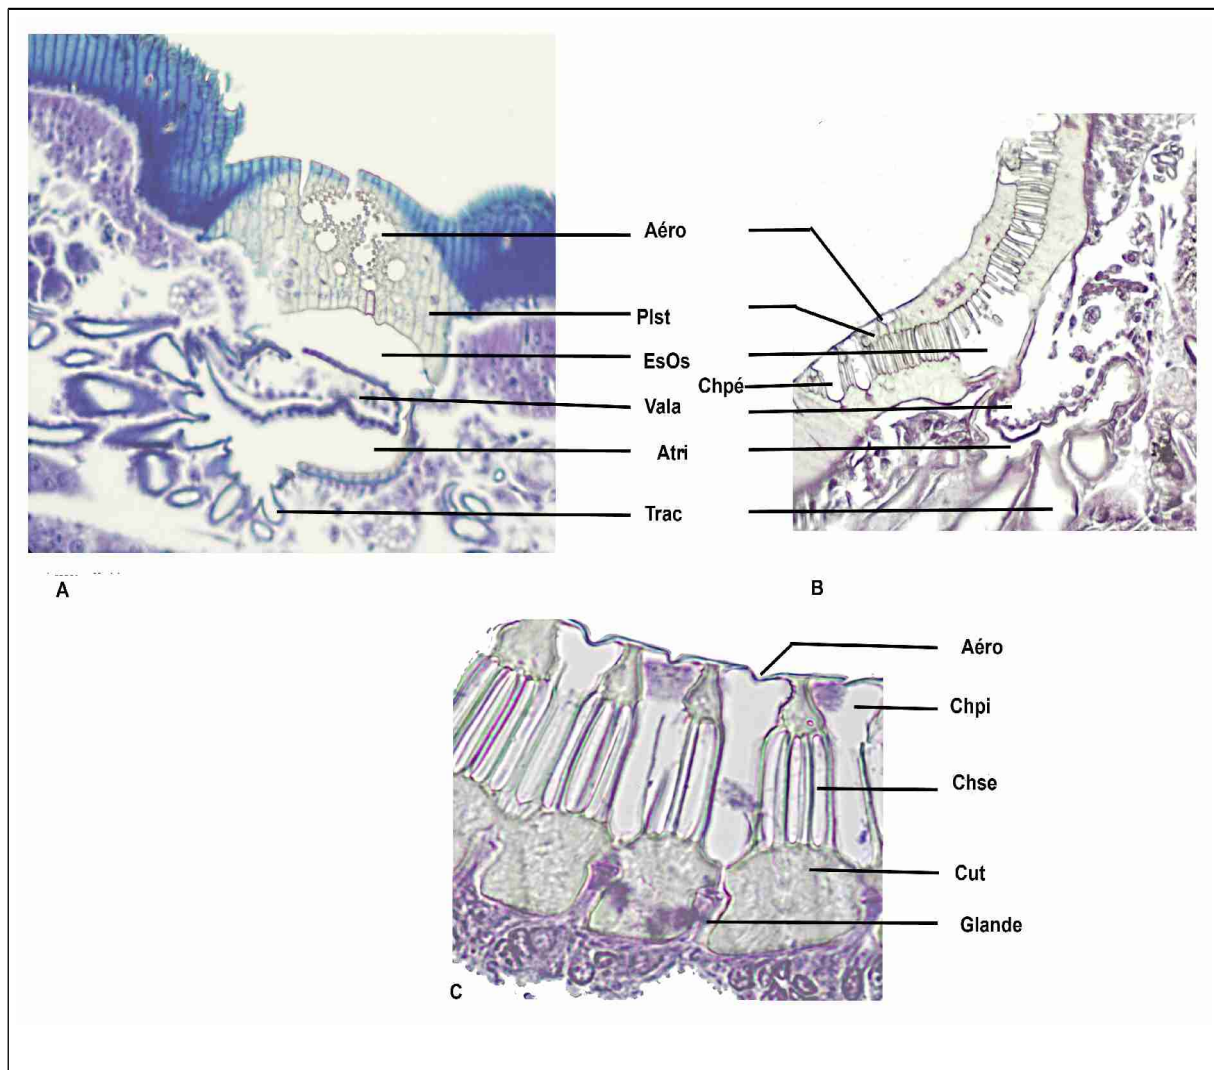 Aéro
Plst
EsOs
Chpé
Vala
Atri
Trac
A
B
Aéro
Chpi
Chse
Cut
Glande
C